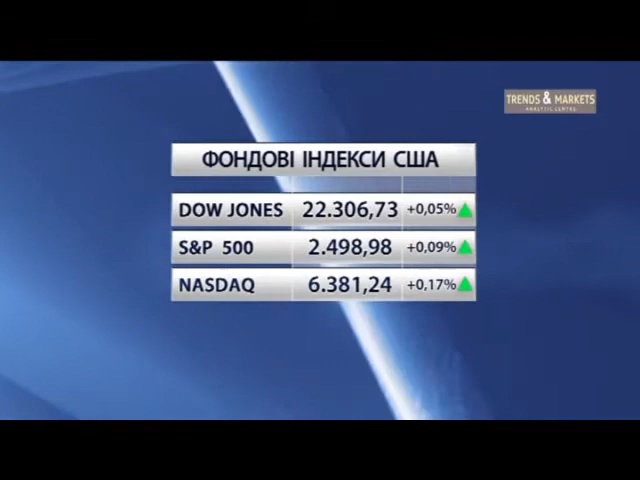 TRENDS & MARKETS
ANALYTIC CENTRE
ФОНДОВІ ІНДЕКСИ США
DOW JONES 22.306,73 +0,05%
S&P 500 2.498,98 +0,09%
NASDAQ 6.381,24 +0,17%